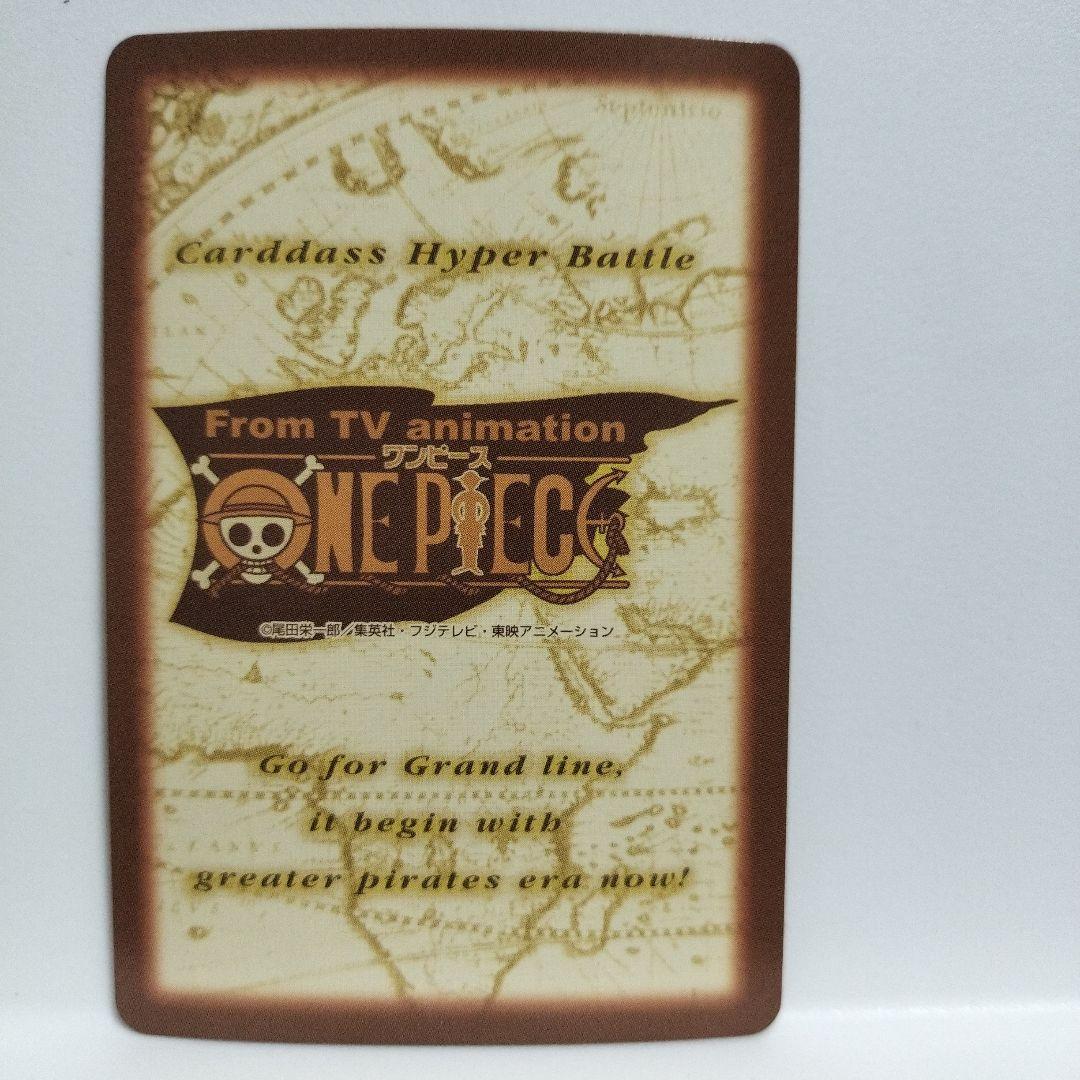 Septentrio
Carddass Hyper Battle
From TV animation
ワンピース
ONE PIECE
©尾田栄一郎／集英社・フジテレビ・東映アニメーション
Go for Grand line,
it begin with
greater pirates era now!